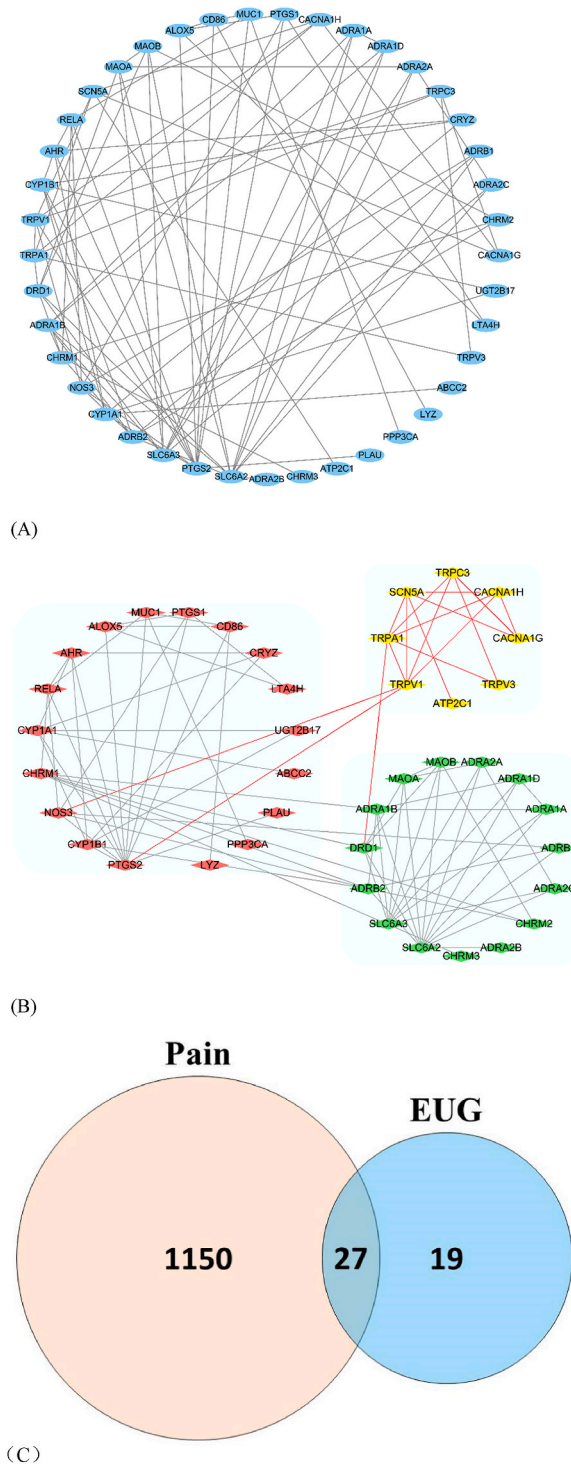 MUC1 PTGS1
CD86 CACNA1H
ALOX5 ADRA1A
MAOB ADRA1D
MAOA ADRA2A
SCN5A TRPC3
RELA CRYZ
AHR ADRB1
CYP1B1 ADRA2C
TRPV1 CHRM2
TRPA1 CACNA1G
DRD1 UGT2B17
ADRA1B LTA4H
CHRM1 TRPV3
NOS3 ABCC2
CYP1A1 LYZ
ADRB2 PPP3CA
SLC6A3 PLAU
PTGS2 ATP2C1
SLC6A2 ADRA2B CHRM3
(A)
TRPC3
SCN5A CACNA1H
TRPA1 CACNA1G
TRPV1 TRPV3
ATP2C1
MUC1 PTGS1
ALOX5 CD86
AHR CRYZ
RELA LTA4H
CYP1A1 UGT2B17
CHRM1 ABCC2
NOS3 PLAU
CYP1B1 PPP3CA
PTGS2 LYZ
MAOB ADRA2A
MAOA ADRA1D
ADRA1B ADRA1A
DRD1 ADRB
ADRB2 ADRA2C
SLC6A3 CHRM2
SLC6A2 ADRA2B
CHRM3
(B)
Pain
EUG
1150 27 19
(C)